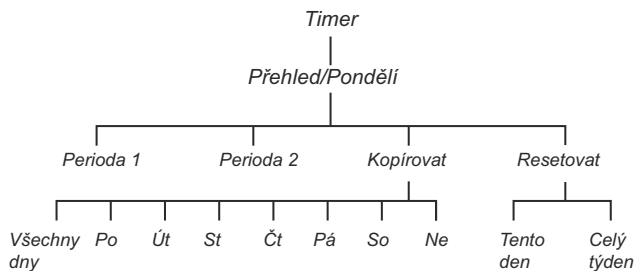 Timer
Přehled/Pondělí
Perioda 1 Perioda 2 Kopírovat Resetovat
Všechny Po Út St Čt Pá So Ne Tento Celý
dny den týden